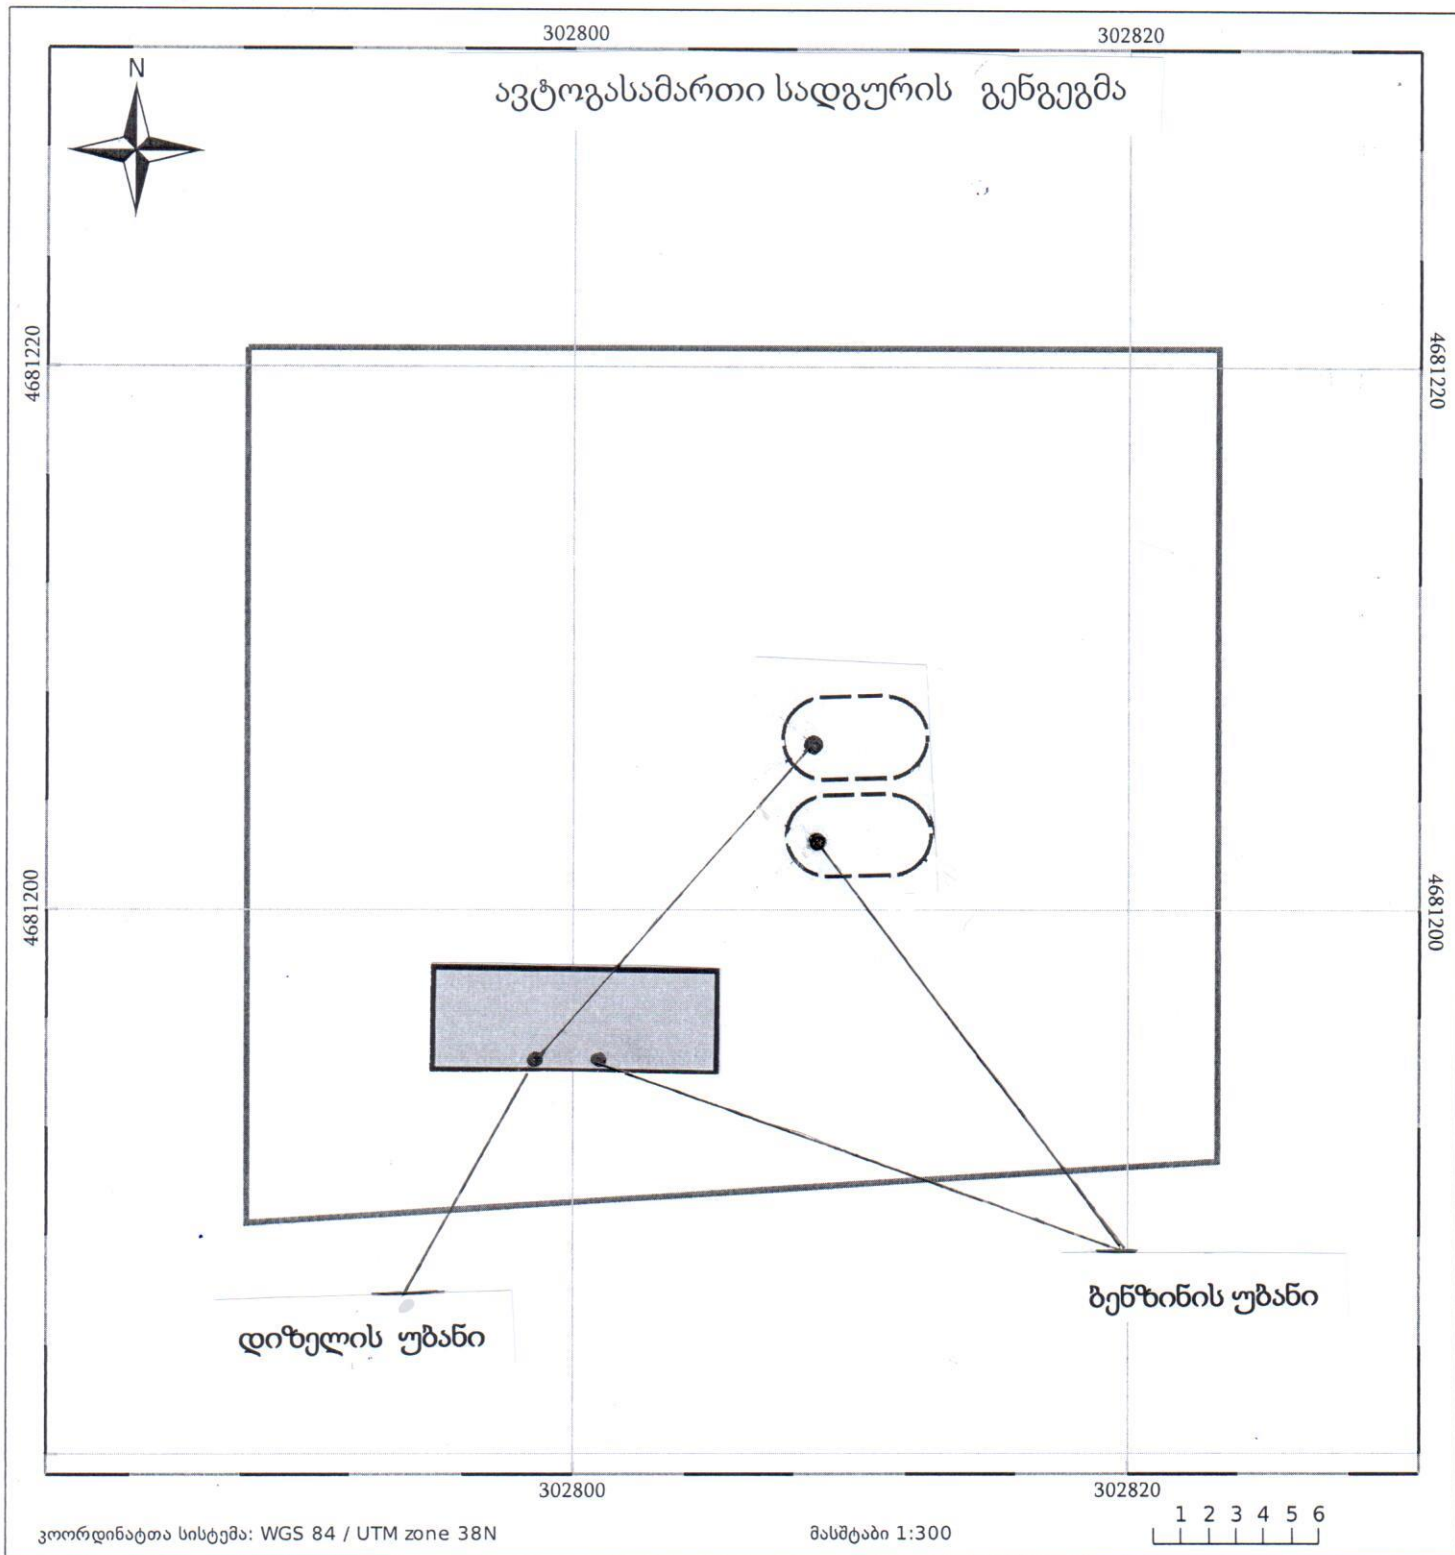 302800 302820
N
ავტოგასამართი სადგურის გენგეგმა
4681220 4681220
4681200 4681200
ბენზინის უბანი
დიზელის უბანი
302800 302820
კოორდინატთა სისტემა: WGS 84 / UTM zone 38N მასშტაბი 1:300 1 2 3 4 5 6